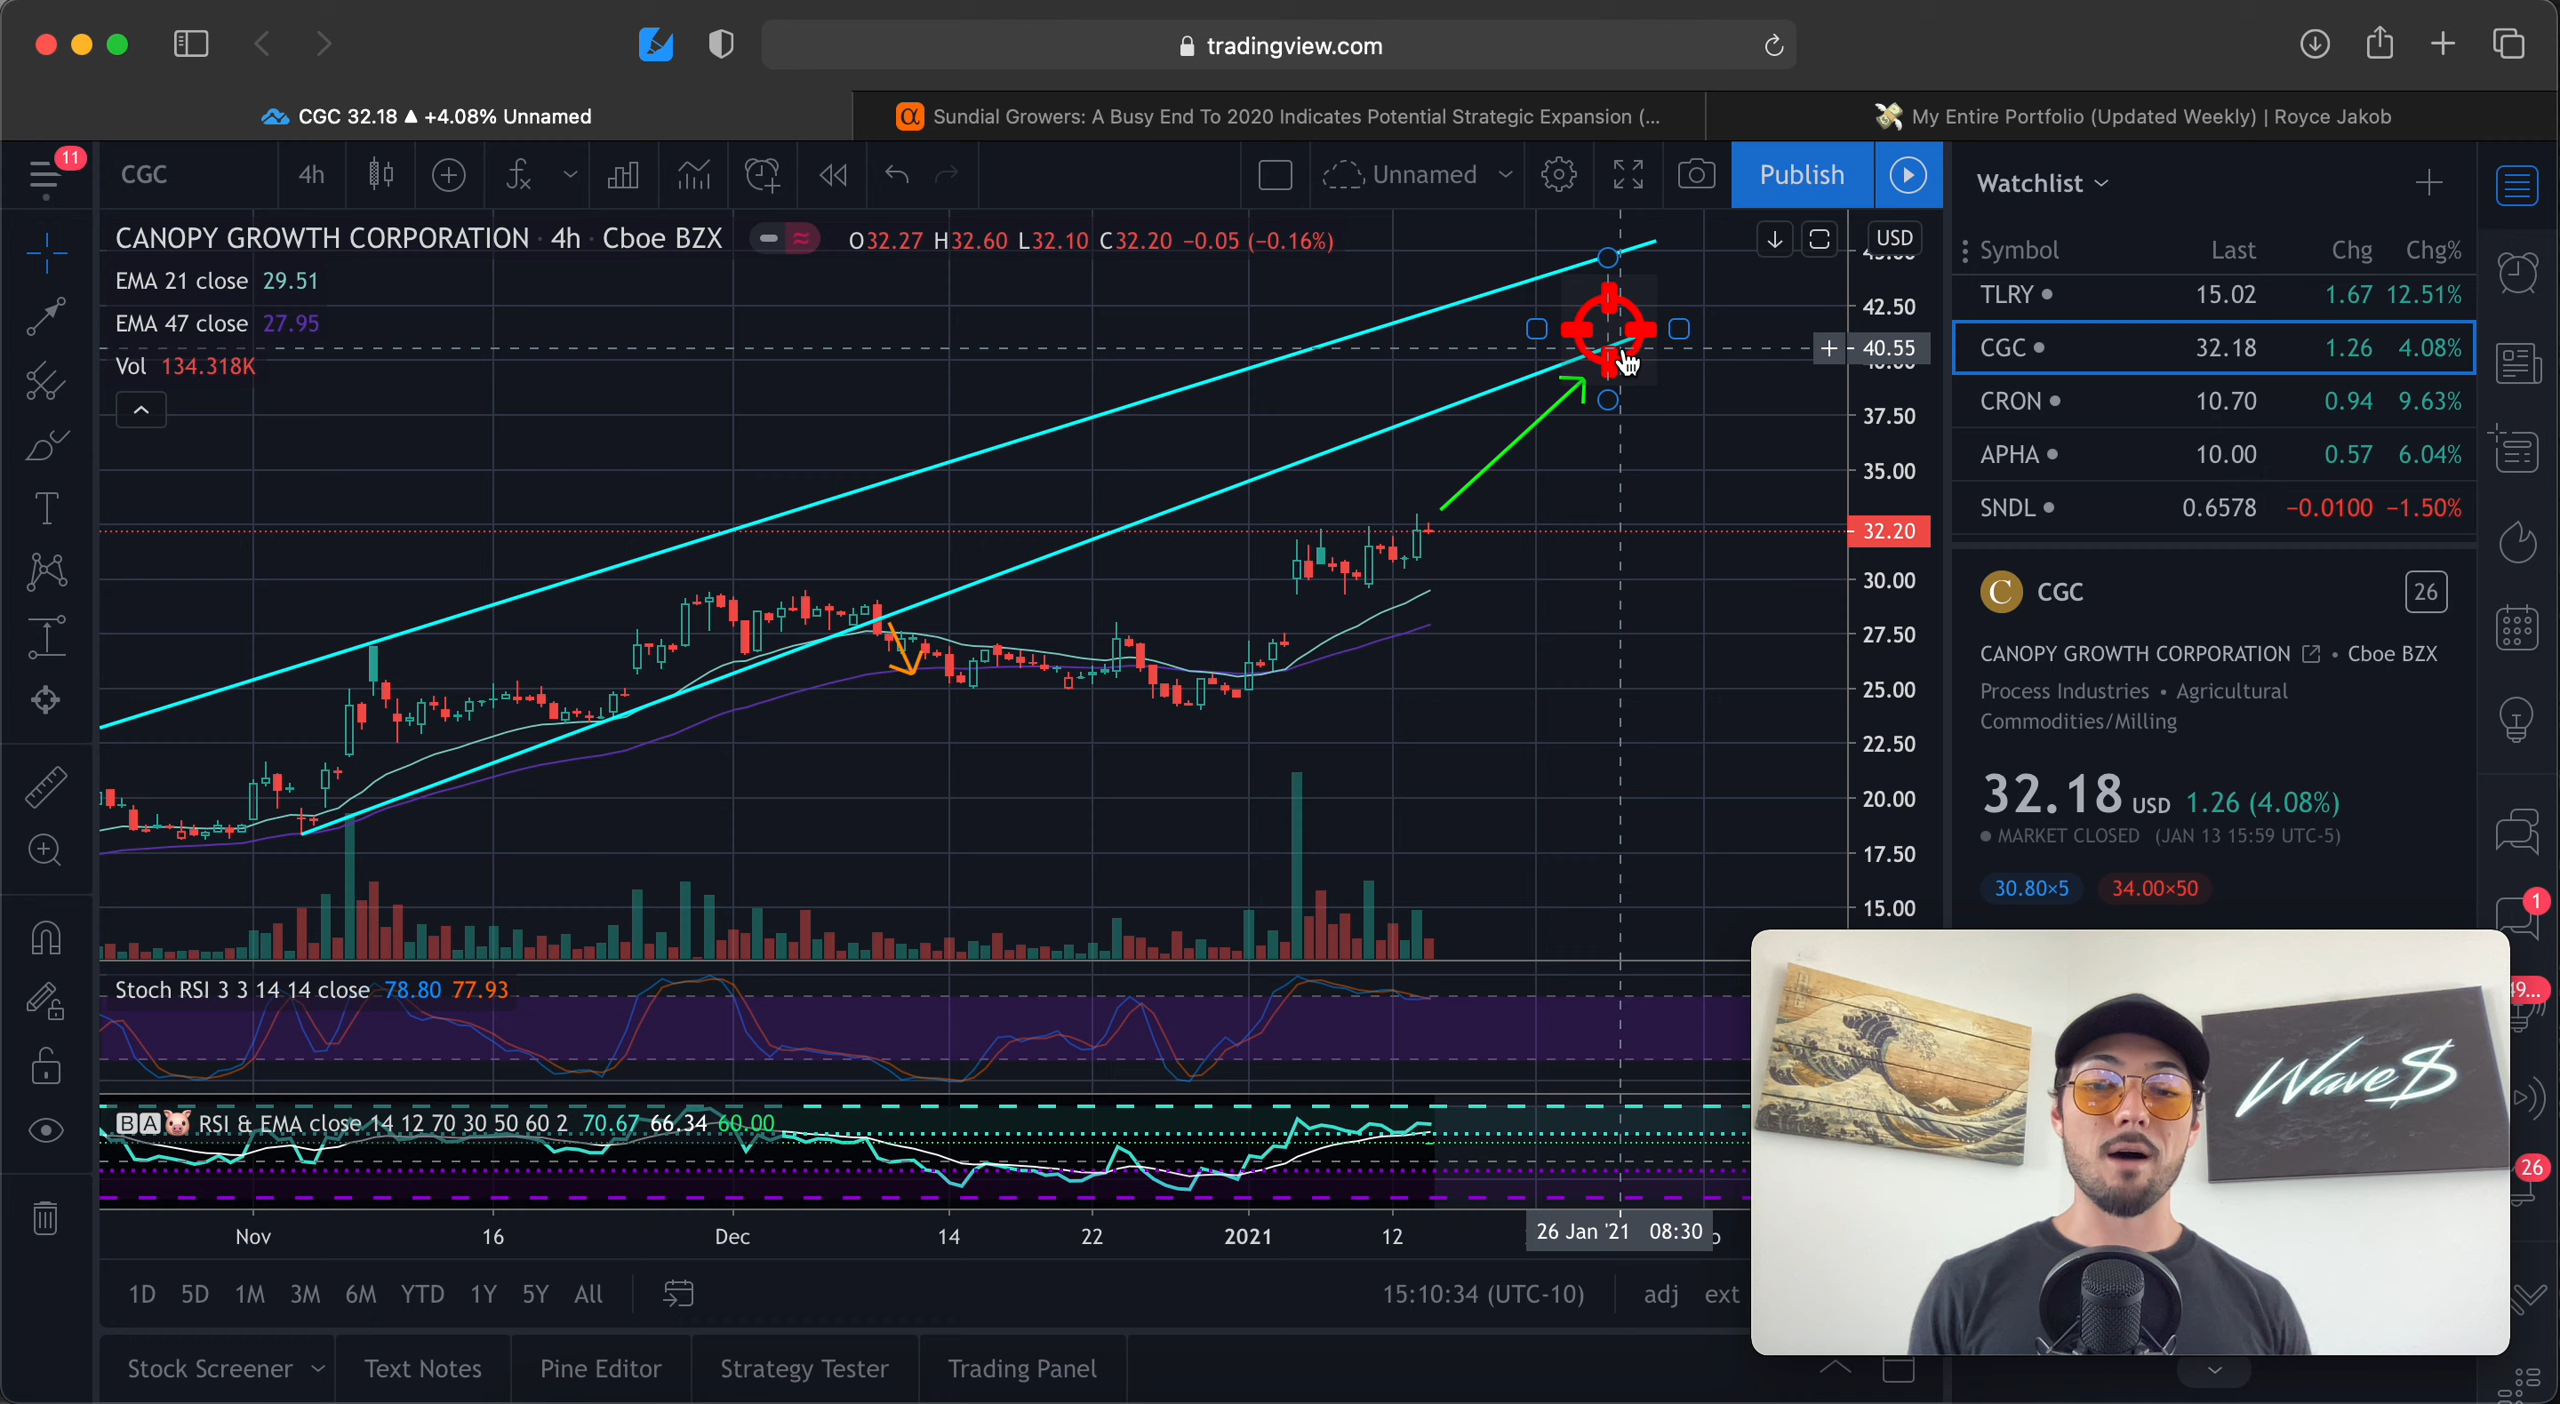 tradingview.com
CGC 32.18 ▲ +4.08% Unnamed
Sundial Growers: A Busy End To 2020 Indicates Potential Strategic Expansion (...
My Entire Portfolio (Updated Weekly) | Royce Jakob
11
CGC
4h
Unnamed
Publish
Watchlist
CANOPY GROWTH CORPORATION · 4h · Cboe BZX
O32.27 H32.60 L32.10 C32.20 −0.05 (−0.16%)
USD
EMA 21 close 29.51
EMA 47 close 27.95
Vol 134.318K
Symbol Last Chg Chg%
TLRY 15.02 1.67 12.51%
CGC 32.18 1.26 4.08%
CRON 10.70 0.94 9.63%
APHA 10.00 0.57 6.04%
SNDL 0.6578 −0.0100 −1.50%
42.50
40.55
37.50
35.00
32.20
30.00
27.50
25.00
22.50
20.00
17.50
15.00
C CGC
26
CANOPY GROWTH CORPORATION • Cboe BZX
Process Industries • Agricultural
Commodities/Milling
32.18 USD 1.26 (4.08%)
MARKET CLOSED (JAN 13 15:59 UTC-5)
30.80×5 34.00×50
1
49...
26
Wave$
Stoch RSI 3 3 14 14 close 78.80 77.93
BA RSI & EMA close 14 12 70 30 50 60 2 70.67 66.34 60.00
Nov 16 Dec 14 22 2021 12
26 Jan '21 08:30
1D 5D 1M 3M 6M YTD 1Y 5Y All
15:10:34 (UTC-10)
adj ext
Stock Screener
Text Notes
Pine Editor
Strategy Tester
Trading Panel